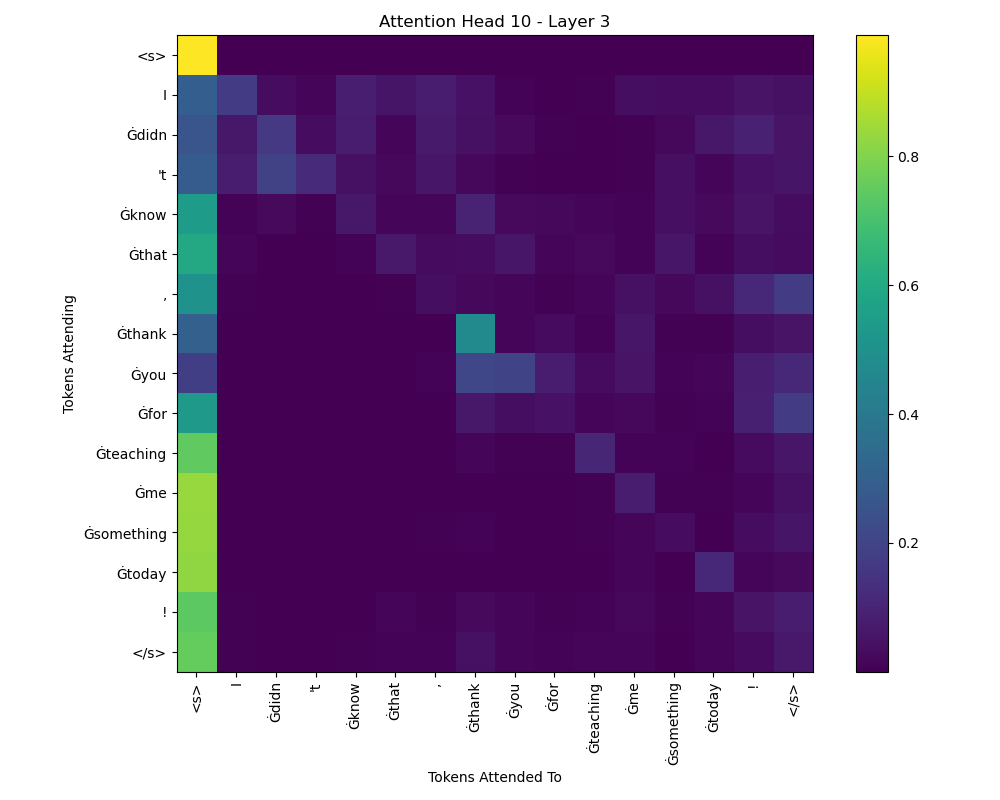 Attention Head 10 - Layer 3
<s>
I
Ġdidn
't
Ġknow
Ġthat
,
Ġthank
Ġyou
Ġfor
Ġteaching
Ġme
Ġsomething
Ġtoday
!
</s>
Tokens Attending
<s>
I
Ġdidn
't
Ġknow
Ġthat
,
Ġthank
Ġyou
Ġfor
Ġteaching
Ġme
Ġsomething
Ġtoday
!
</s>
Tokens Attended To
0.8
0.6
0.4
0.2